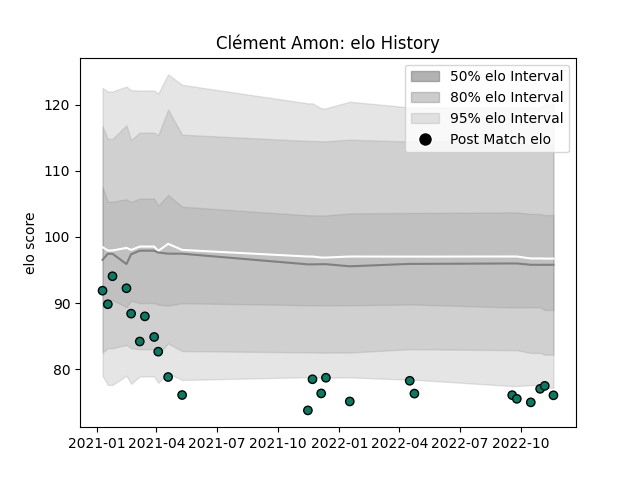 Clément Amon: elo History
50% elo Interval
80% elo Interval
95% elo Interval
Post Match elo
elo score
120
110
100
90
80
2021-01 2021-04 2021-07 2021-10 2022-01 2022-04 2022-07 2022-10